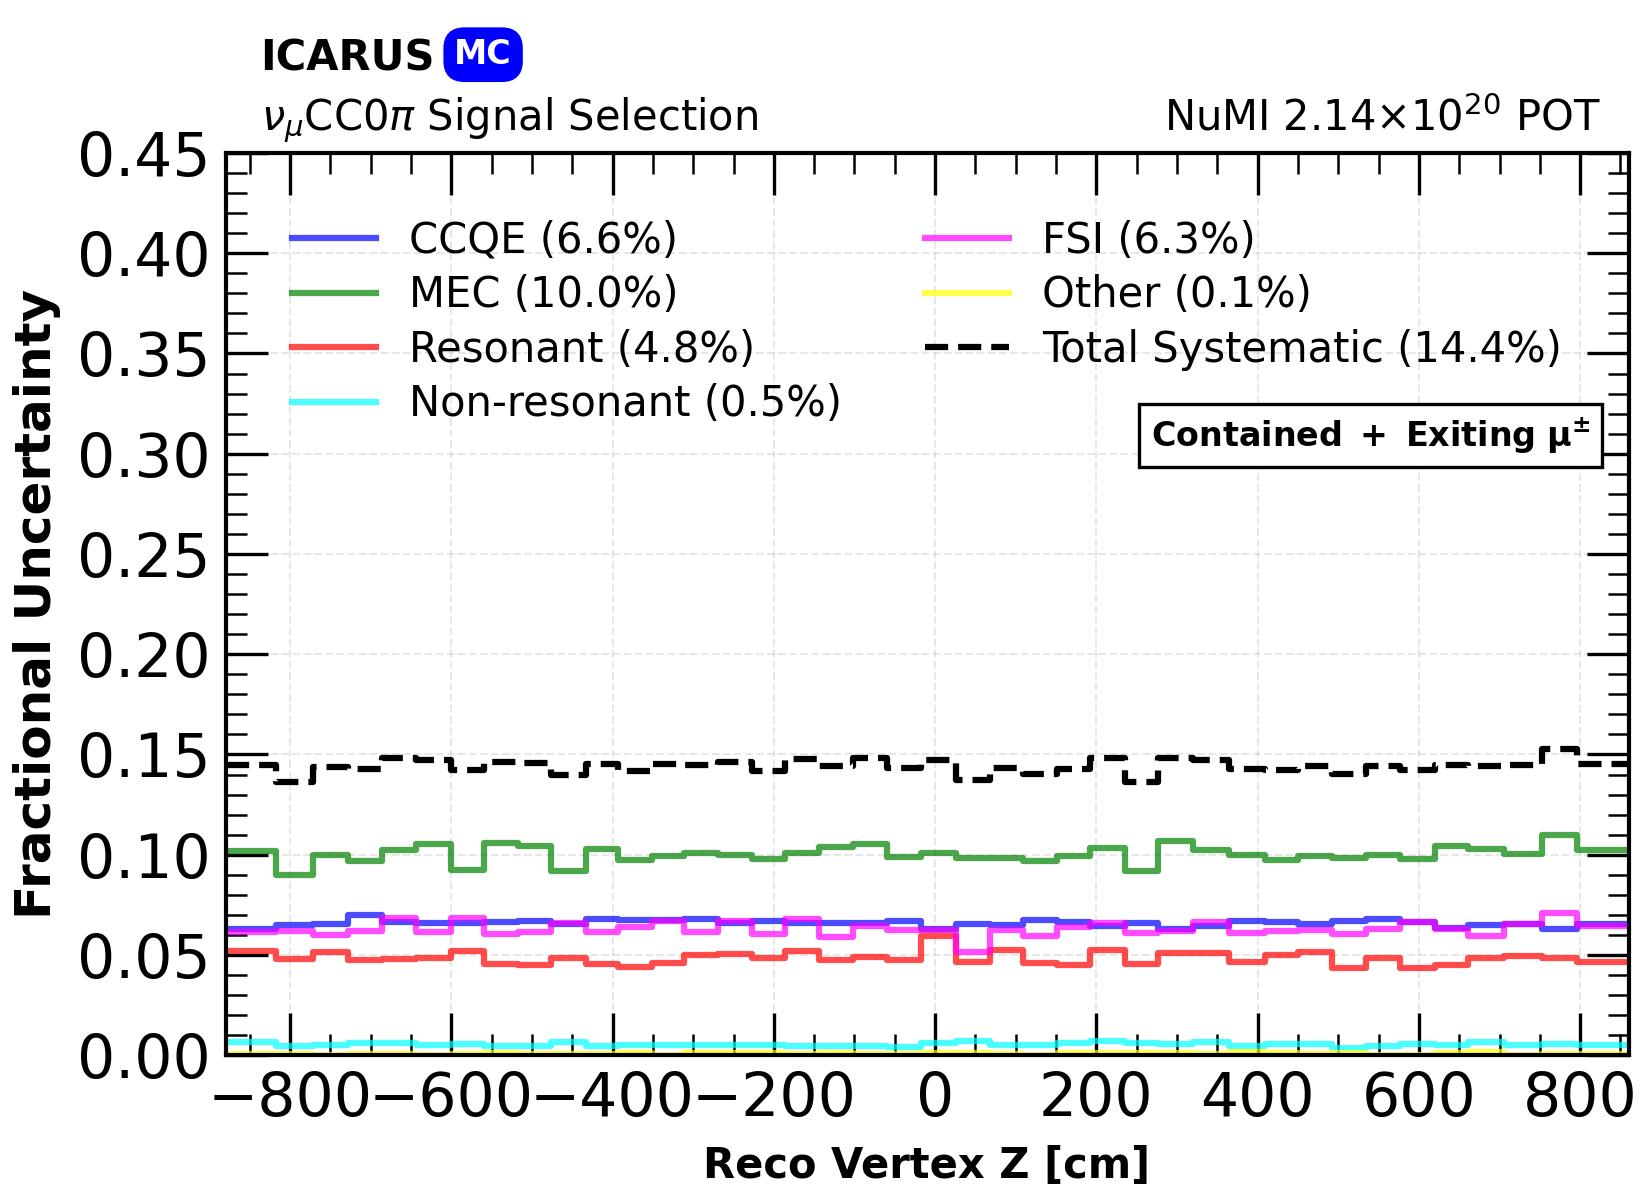 ICARUS MC
νμCC0π Signal Selection NuMI 2.14×10²⁰ POT
0.45
0.40
0.35
0.30
0.25
0.20
0.15
0.10
0.05
0.00
CCQE (6.6%)
MEC (10.0%)
Resonant (4.8%)
Non-resonant (0.5%)
FSI (6.3%)
Other (0.1%)
Total Systematic (14.4%)
Contained + Exiting μ±
−800 −600 −400 −200 0 200 400 600 800
Reco Vertex Z [cm]
Fractional Uncertainty